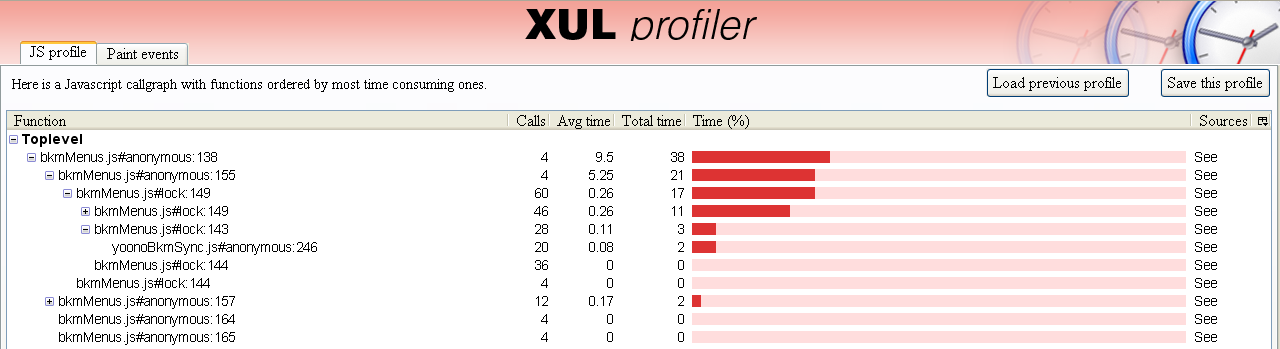 XUL profiler
JS profile Paint events
Here is a Javascript callgraph with functions ordered by most time consuming ones. Load previous profile Save this profile
Function Calls Avg time Total time Time (%) Sources
Toplevel
bkmMenus.js#anonymous:138 4 9.5 38 See
bkmMenus.js#anonymous:155 4 5.25 21 See
bkmMenus.js#lock:149 60 0.26 17 See
bkmMenus.js#lock:149 46 0.26 11 See
bkmMenus.js#lock:143 28 0.11 3 See
yoonoBkmSync.js#anonymous:246 20 0.08 2 See
bkmMenus.js#lock:144 36 0 0 See
bkmMenus.js#lock:144 4 0 0 See
bkmMenus.js#anonymous:157 12 0.17 2 See
bkmMenus.js#anonymous:164 4 0 0 See
bkmMenus.js#anonymous:165 4 0 0 See